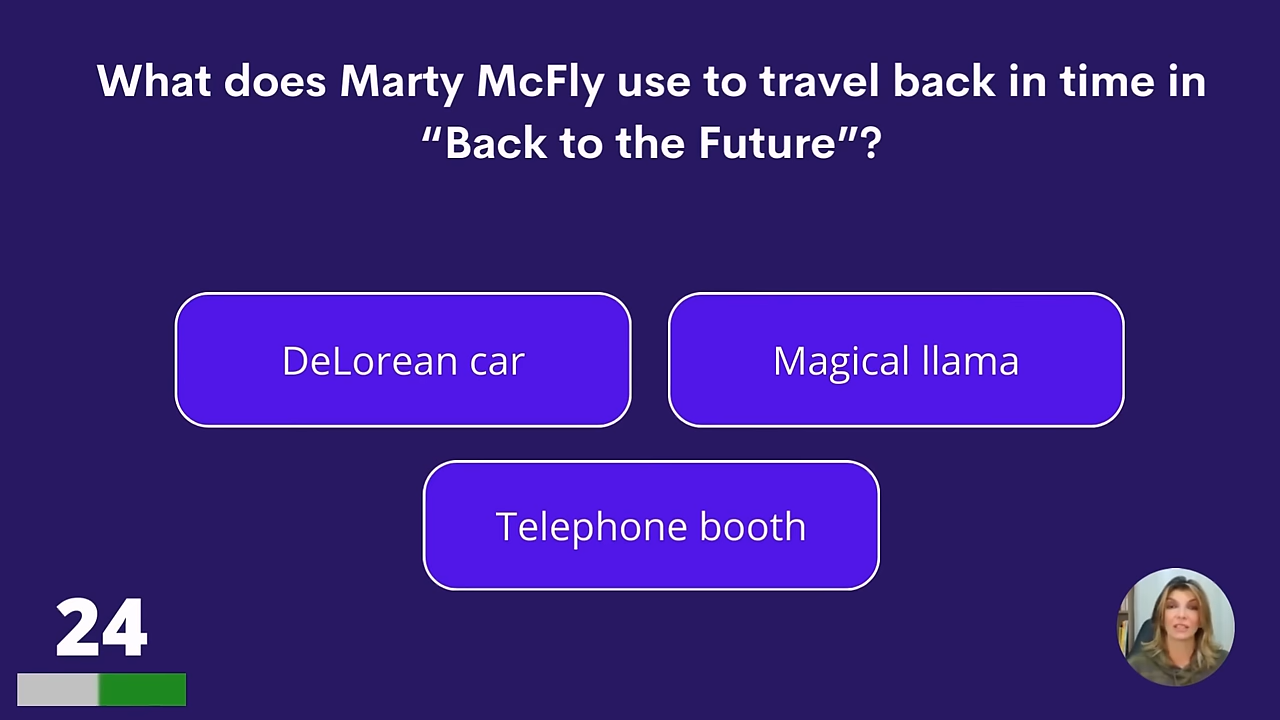 What does Marty McFly use to travel back in time in
“Back to the Future”?
DeLorean car
Magical llama
Telephone booth
24